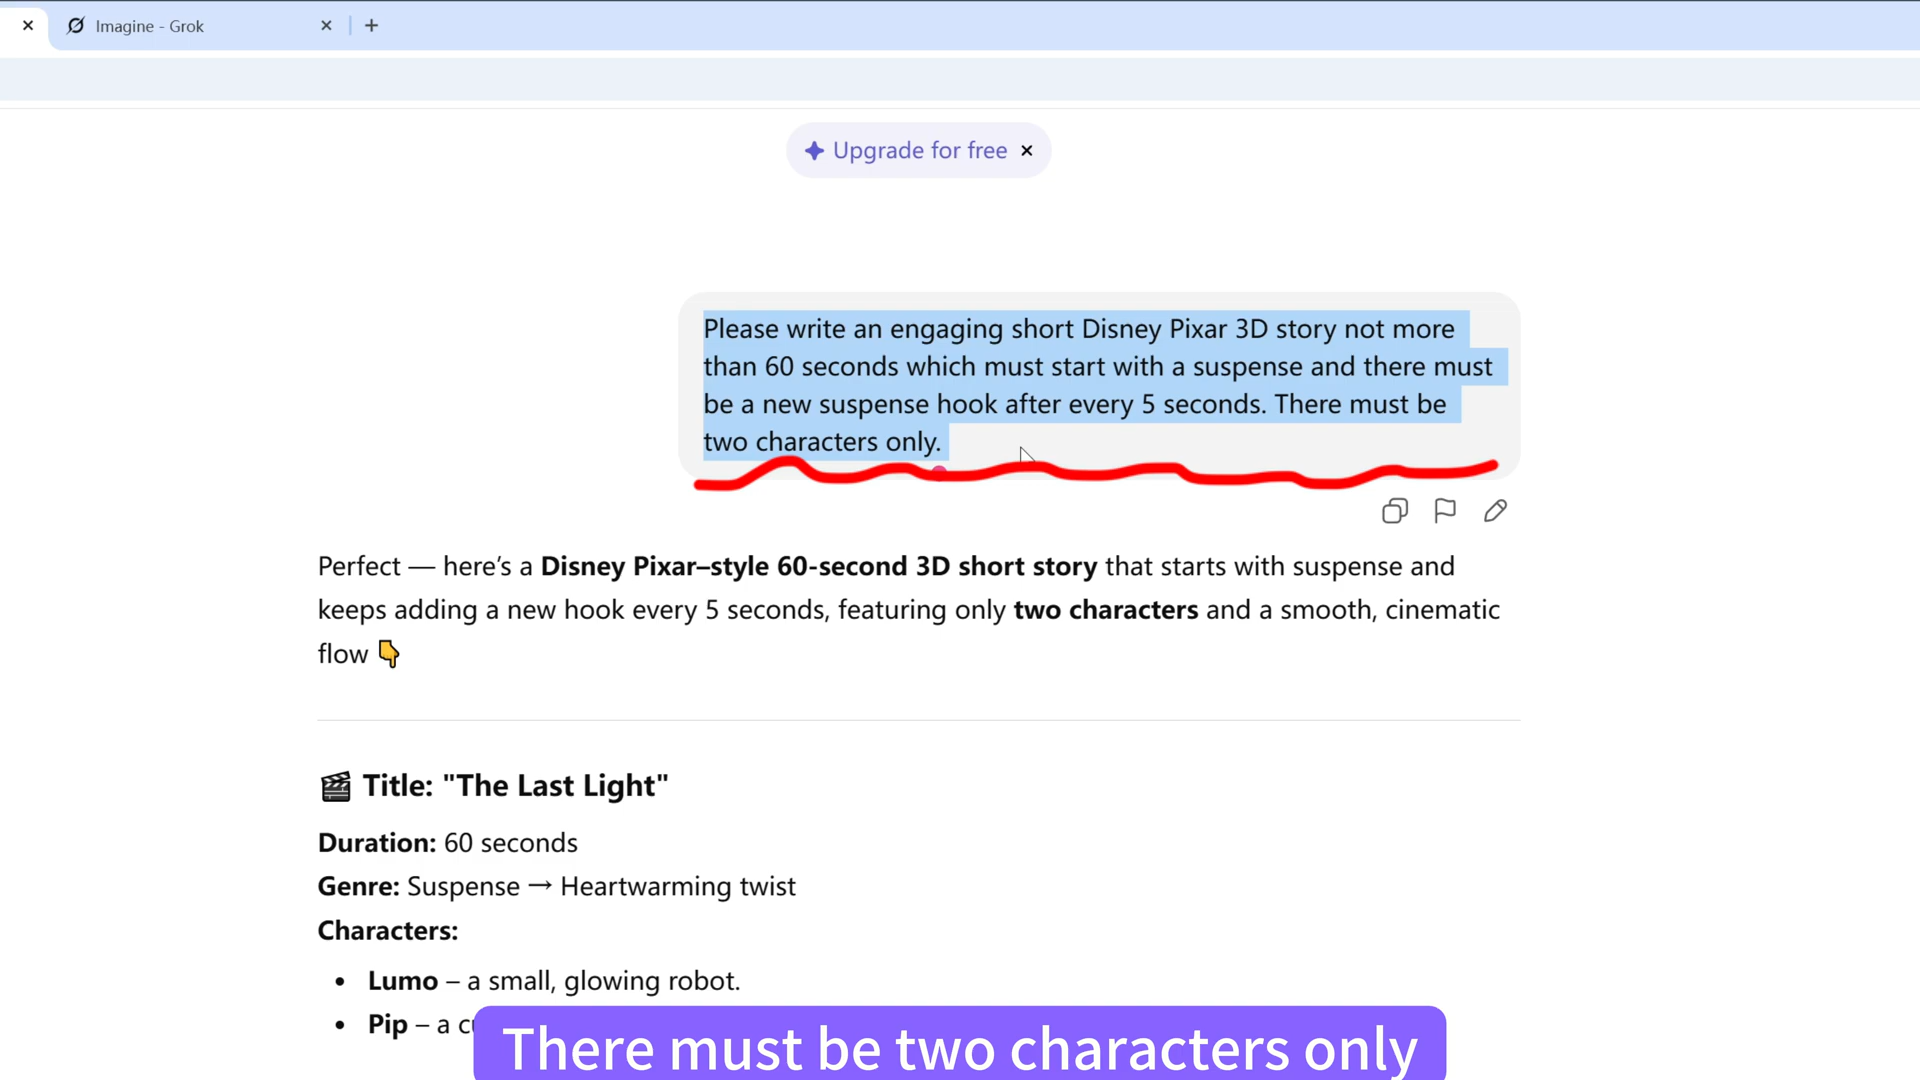 Imagine - Grok
Upgrade for free
Please write an engaging short Disney Pixar 3D story not more
than 60 seconds which must start with a suspense and there must
be a new suspense hook after every 5 seconds. There must be
two characters only.
Perfect — here’s a Disney Pixar–style 60-second 3D short story that starts with suspense and
keeps adding a new hook every 5 seconds, featuring only two characters and a smooth, cinematic
flow 👇
🎬 Title: "The Last Light"
Duration: 60 seconds
Genre: Suspense → Heartwarming twist
Characters:
• Lumo – a small, glowing robot.
• Pip – a
There must be two characters only